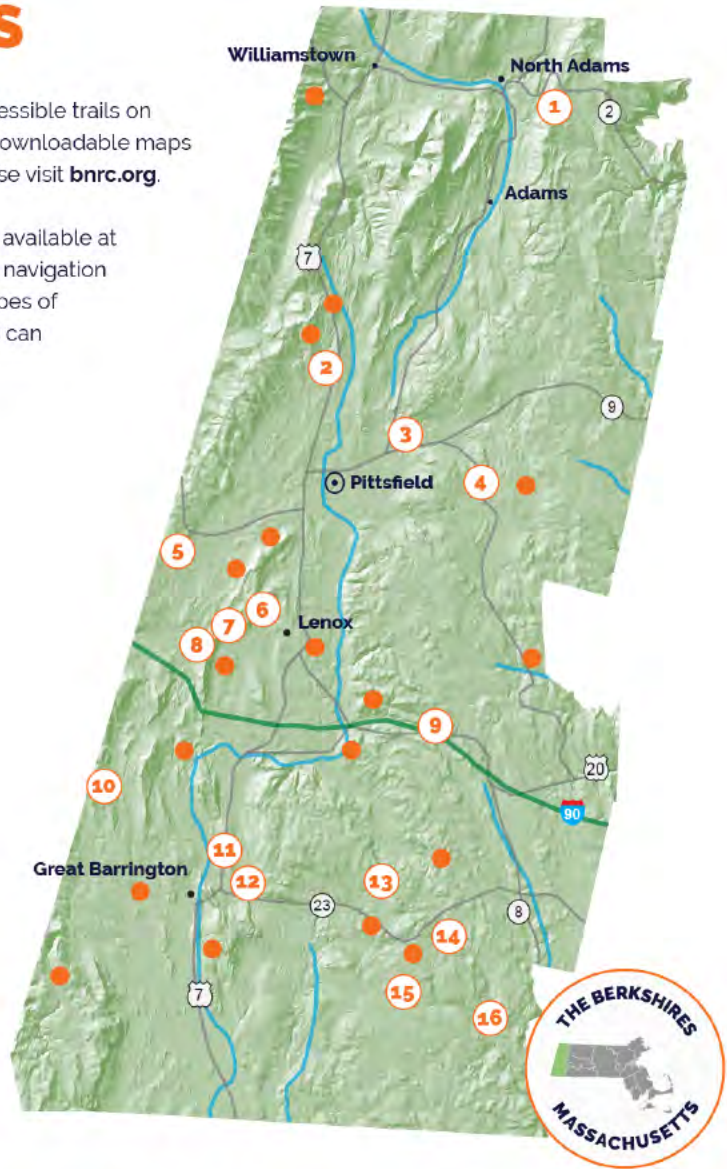 s
essible trails on
ownloadable maps
se visit bnrc.org.
available at
navigation
pes of
can
Williamstown
North Adams
1
2
Adams
7
2
9
3
4
Pittsfield
5
6
7
8
Lenox
9
20
10
90
11
Great Barrington
12
13
23
8
14
7
15
16
THE BERKSHIRES
MASSACHUSETTS